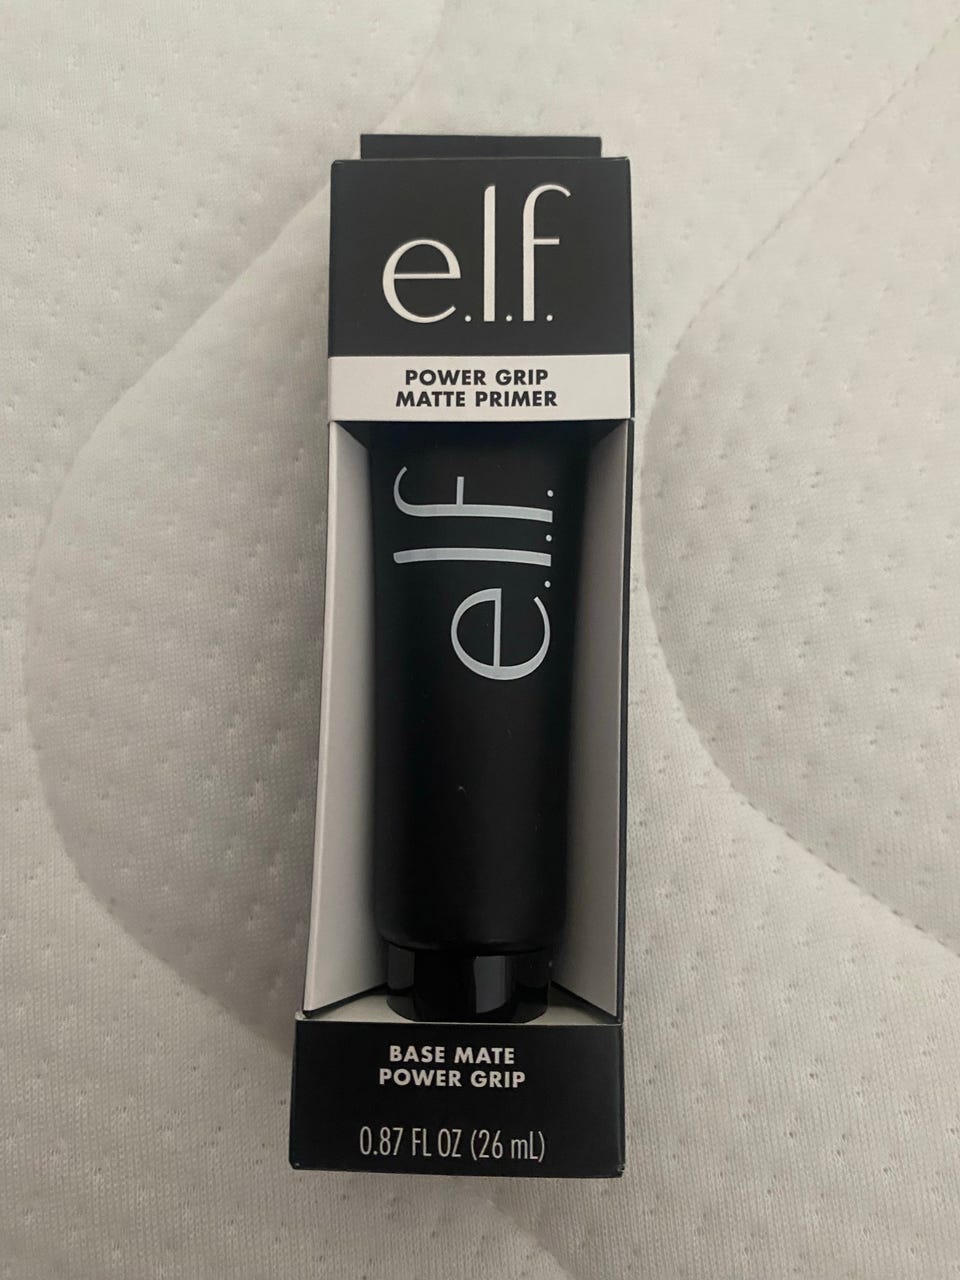 e.l.f.
POWER GRIP
MATTE PRIMER
e.l.f.
BASE MATE
POWER GRIP
0.87 FL OZ (26 mL)